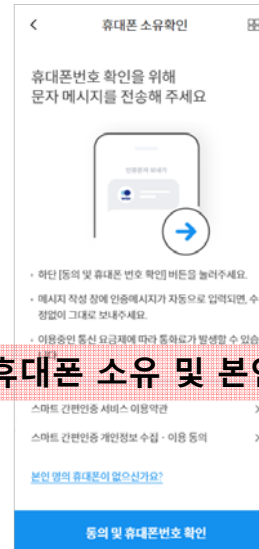 휴대폰 소유확인
휴대폰번호 확인을 위해
문자 메시지를 전송해 주세요
인증문자 보내기
• 하단 [동의 및 휴대폰 번호 확인] 버튼을 눌러주세요.
• 메시지 작성 창에 인증메시지가 자동으로 입력되면, 수
정없이 그대로 보내주세요.
• 이용중인 통신 요금제에 따라 통화료가 발생할 수 있습
휴대폰 소유 및 본인
스마트 간편인증 서비스 이용약관
스마트 간편인증 개인정보 수집 · 이용 동의
본인 명의 휴대폰이 없으신가요?
동의 및 휴대폰번호 확인